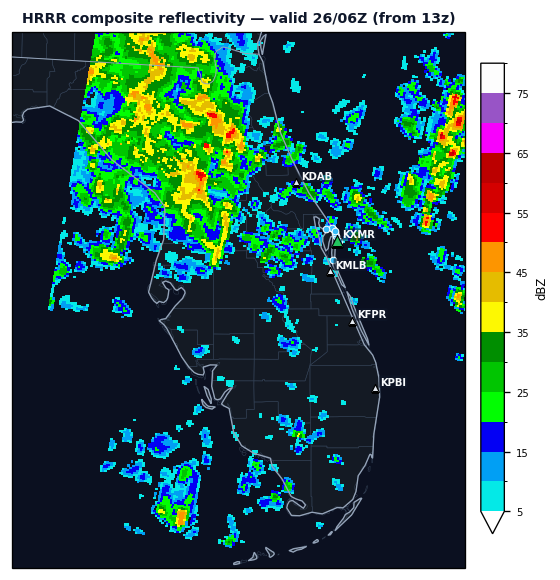 HRRR composite reflectivity — valid 26/06Z (from 13z)
KDAB
KXMR
KMLB
KFPR
KPBI
75
65
55
45
35
25
15
5
dBZ